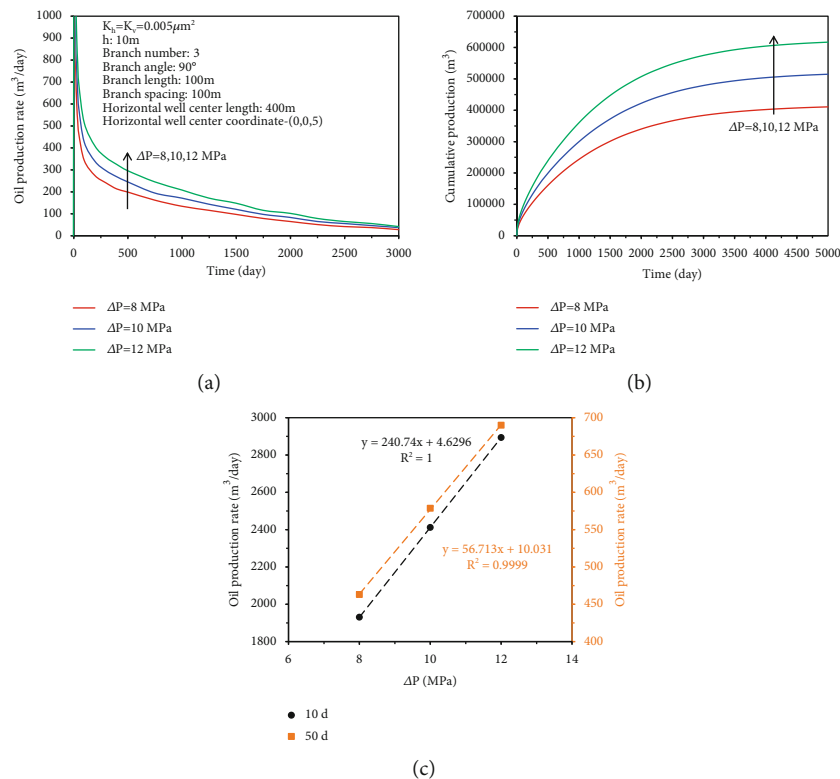 1000
900
800
700
600
500
400
300
200
100
0
Oil production rate (m³/day)
Kₕ=Kᵥ=0.005μm²
h: 10m
Branch number: 3
Branch angle: 90°
Branch length: 100m
Branch spacing: 100m
Horizontal well center length: 400m
Horizontal well center coordinate-(0,0,5)
ΔP=8,10,12 MPa
0 500 1000 1500 2000 2500 3000
Time (day)
ΔP=8 MPa
ΔP=10 MPa
ΔP=12 MPa
(a)
700000
600000
500000
400000
300000
200000
100000
0
Cumulative production (m³)
ΔP=8,10,12 MPa
0 500 1000 1500 2000 2500 3000 3500 4000 4500 5000
Time (day)
ΔP=8 MPa
ΔP=10 MPa
ΔP=12 MPa
(b)
3000
2800
2600
2400
2200
2000
1800
Oil production rate (m³/day)
y = 240.74x + 4.6296
R² = 1
y = 56.713x + 10.031
R² = 0.9999
700
650
600
550
500
450
400
Oil production rate (m³/day)
6 8 10 12 14
ΔP (MPa)
10 d
50 d
(c)